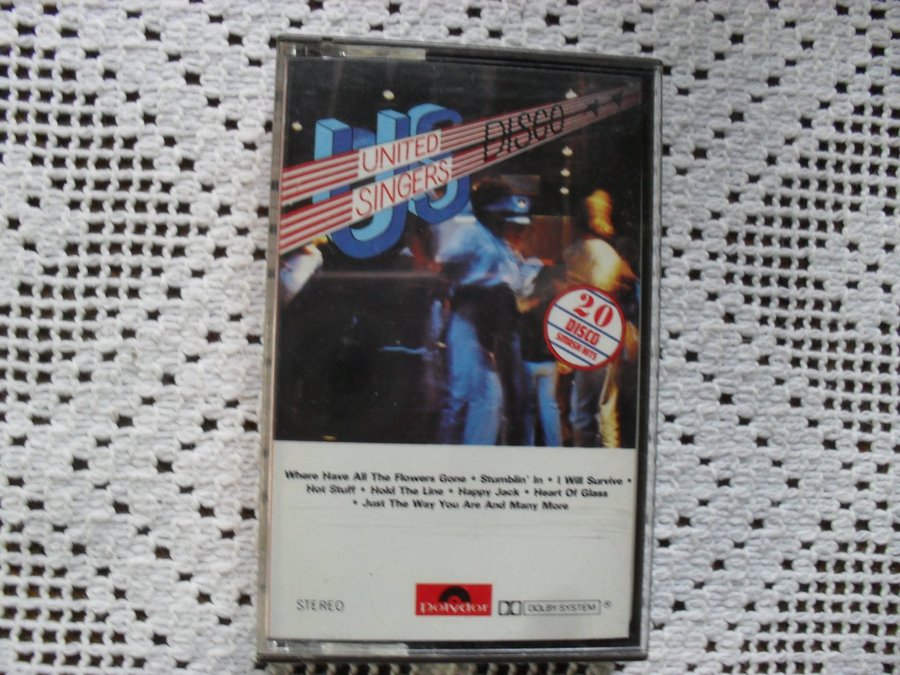 US
UNITED
SINGERS
DISCO
20
DISCO
SMASH HITS
Where Have All The Flowers Gone • Stumblin' In • I Will Survive •
Hot Stuff • Hold The Line • Happy Jack • Heart Of Glass
• Just The Way You Are And Many More
STEREO
polydor
DOLBY SYSTEM ®